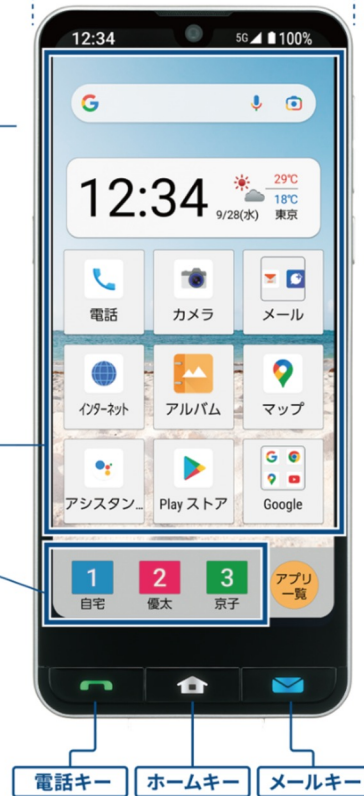 12:34
5G 100%
G
12:34
29℃
18℃
9/28(水) 東京
電話
カメラ
メール
インターネット
アルバム
マップ
アシスタン...
Play ストア
Google
1 2 3
自宅 優太 京子
アプリ
一覧
電話キー ホームキー メールキー